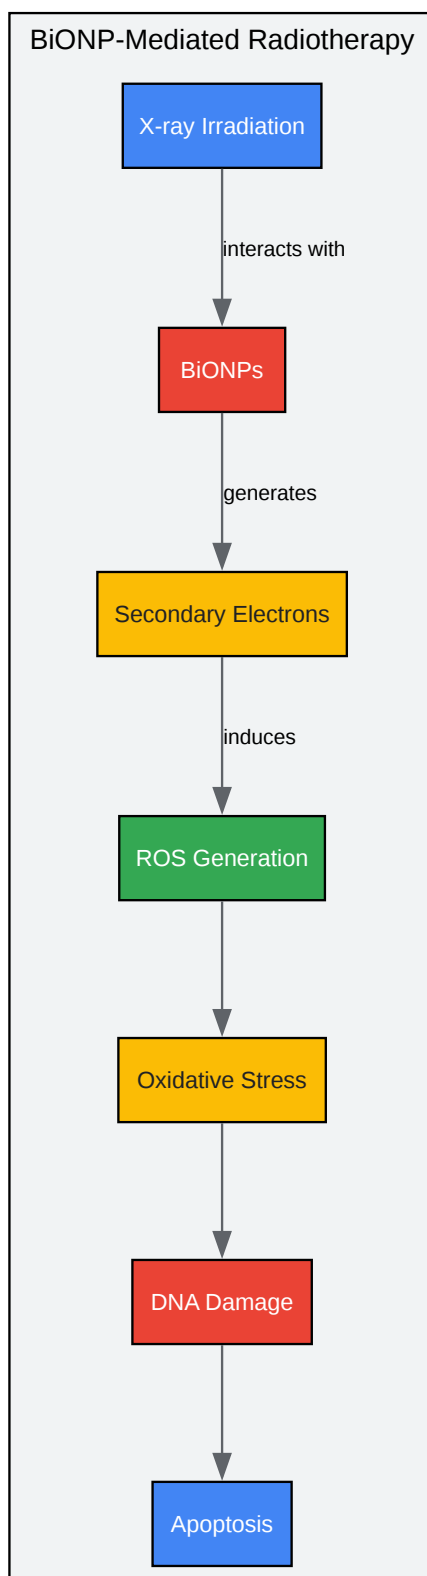 BiONP-Mediated Radiotherapy
X-ray Irradiation
interacts with
BiONPs
generates
Secondary Electrons
induces
ROS Generation
Oxidative Stress
DNA Damage
Apoptosis